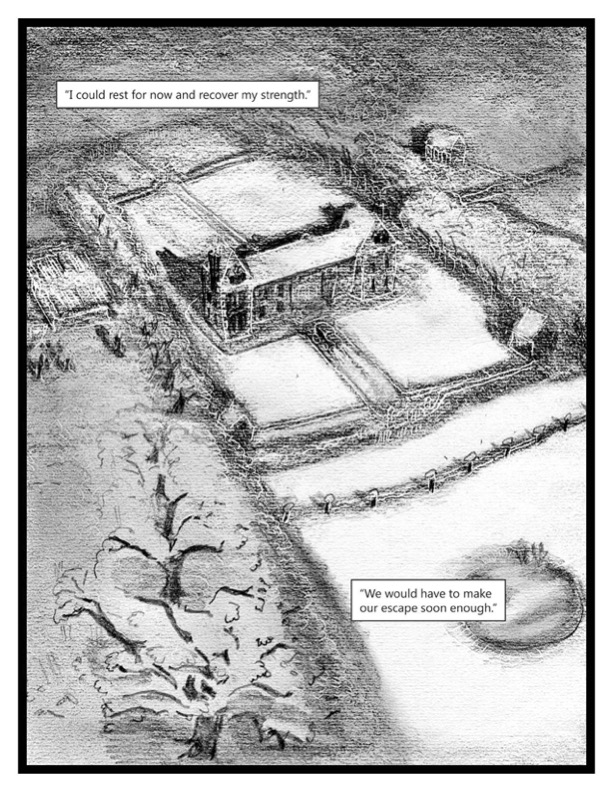 “I could rest for now and recover my strength.”
“We would have to make
our escape soon enough.”